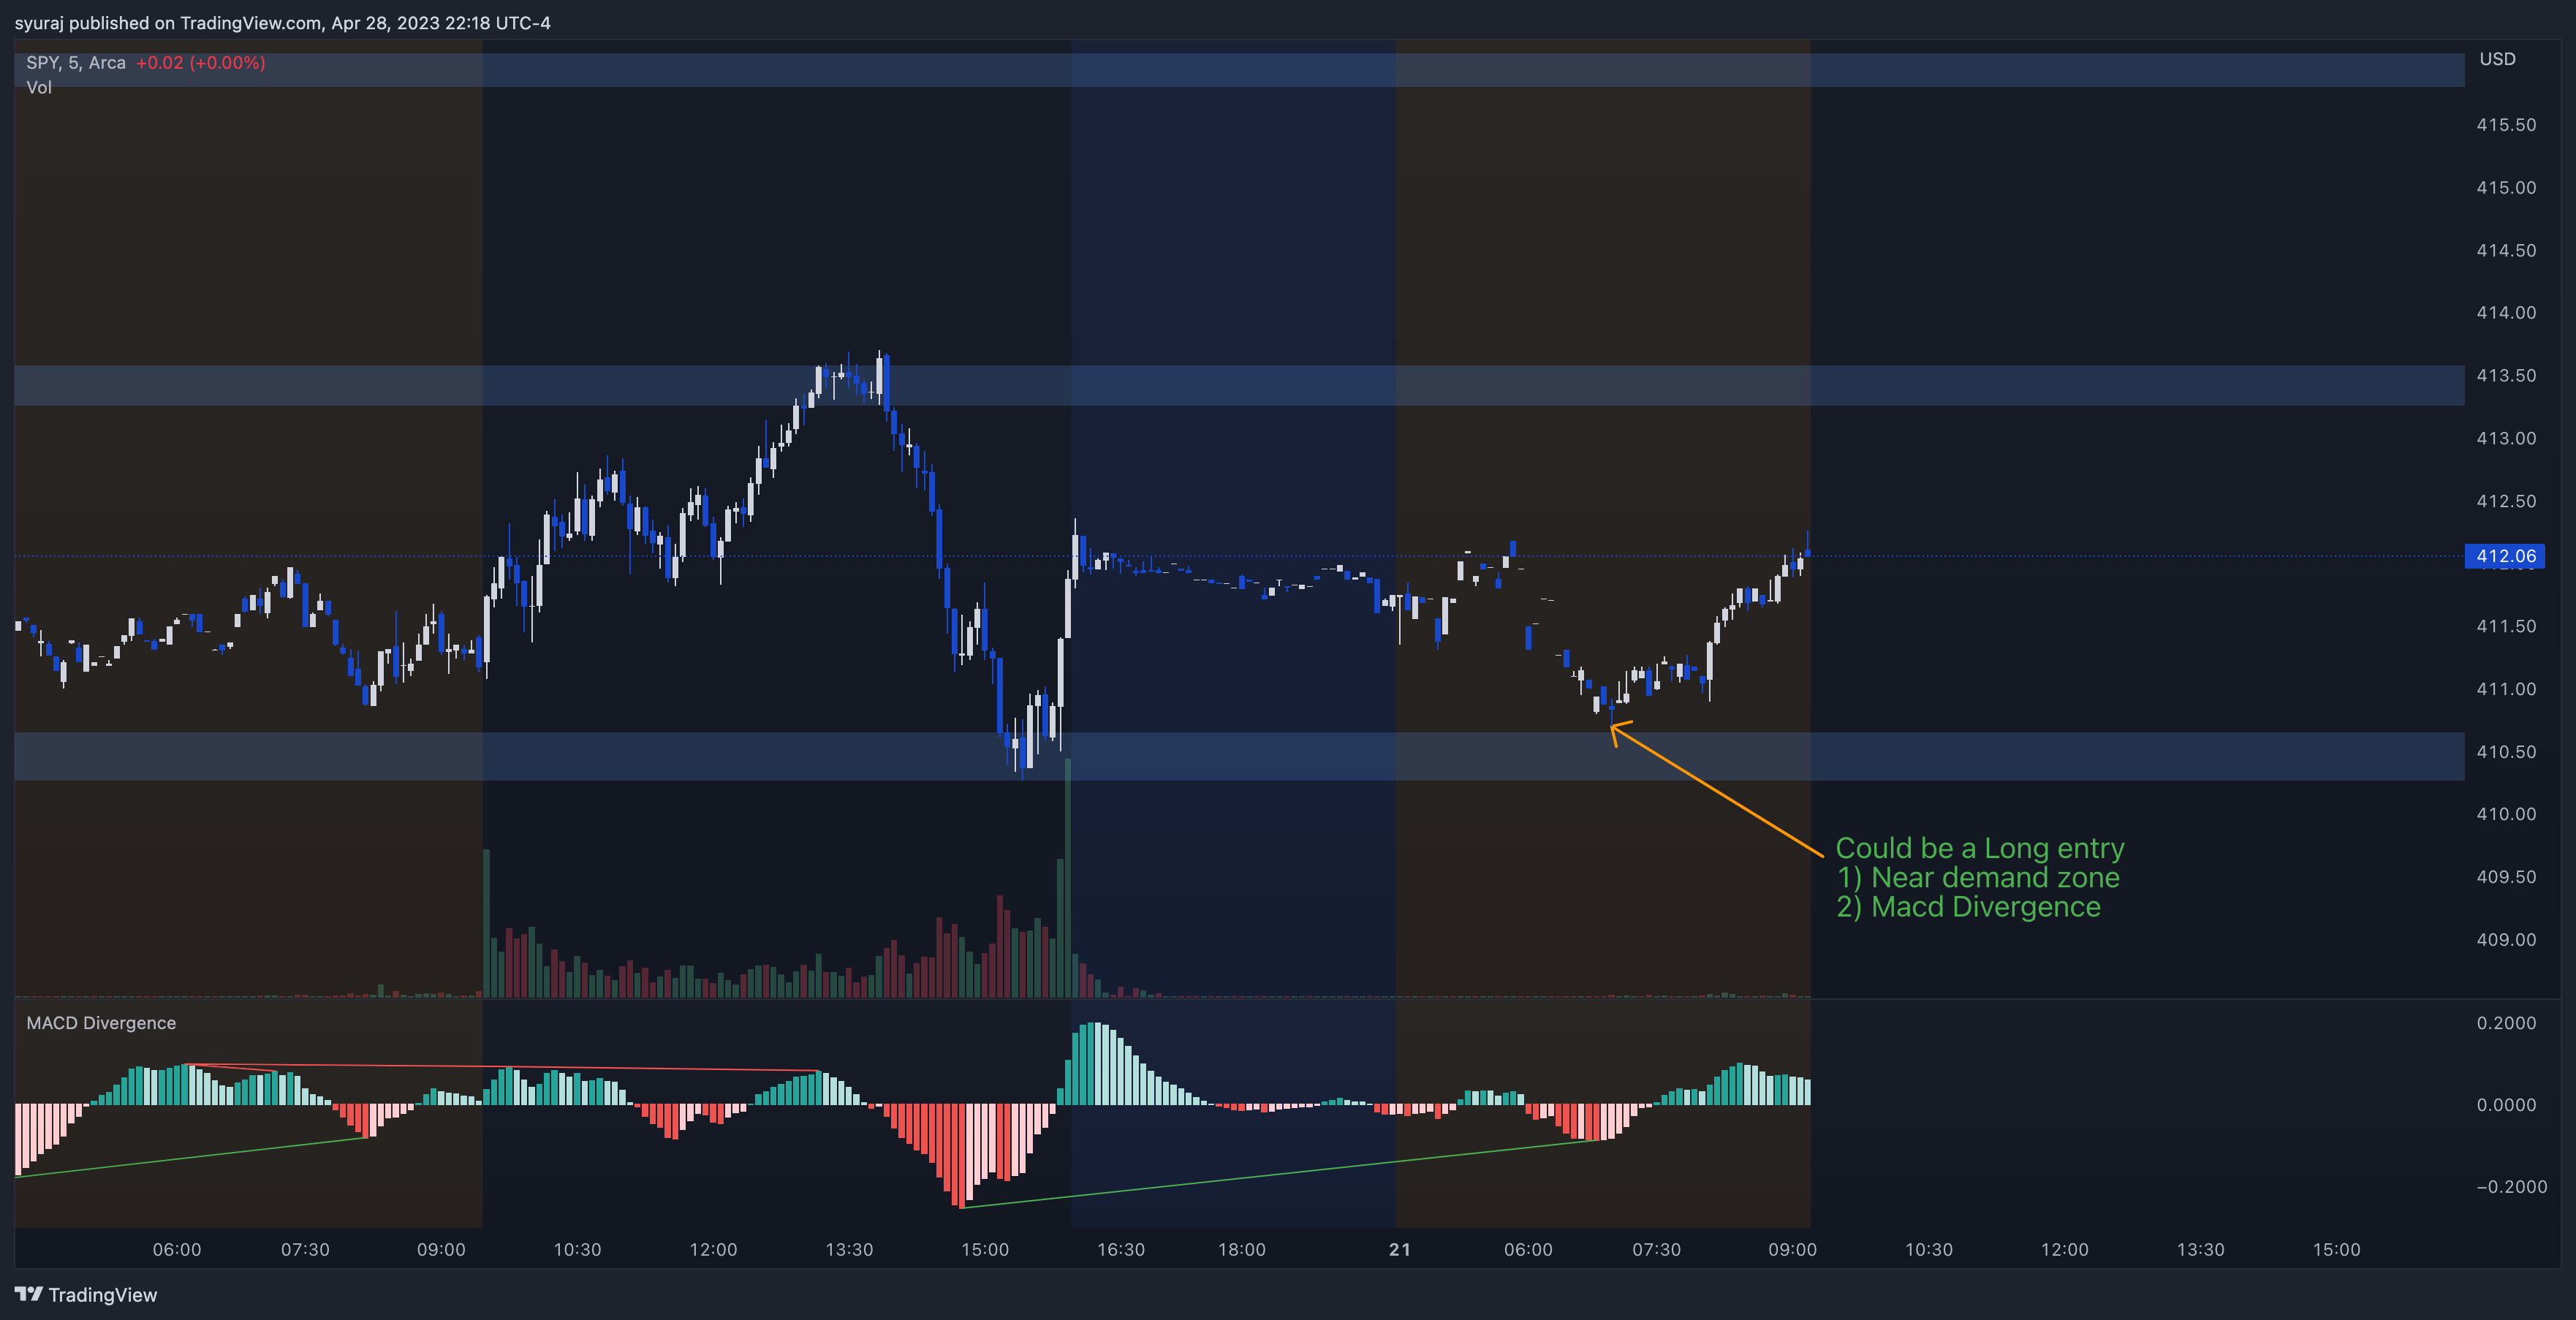 syuraj published on TradingView.com, Apr 28, 2023 22:18 UTC-4
SPY, 5, Arca +0.02 (+0.00%)
Vol
USD
415.50
415.00
414.50
414.00
413.50
413.00
412.50
412.06
411.50
411.00
410.50
410.00
409.50
409.00
Could be a Long entry
1) Near demand zone
2) Macd Divergence
MACD Divergence
0.2000
0.0000
−0.2000
06:00 07:30 09:00 10:30 12:00 13:30 15:00 16:30 18:00 21 06:00 07:30 09:00 10:30 12:00 13:30 15:00
TradingView